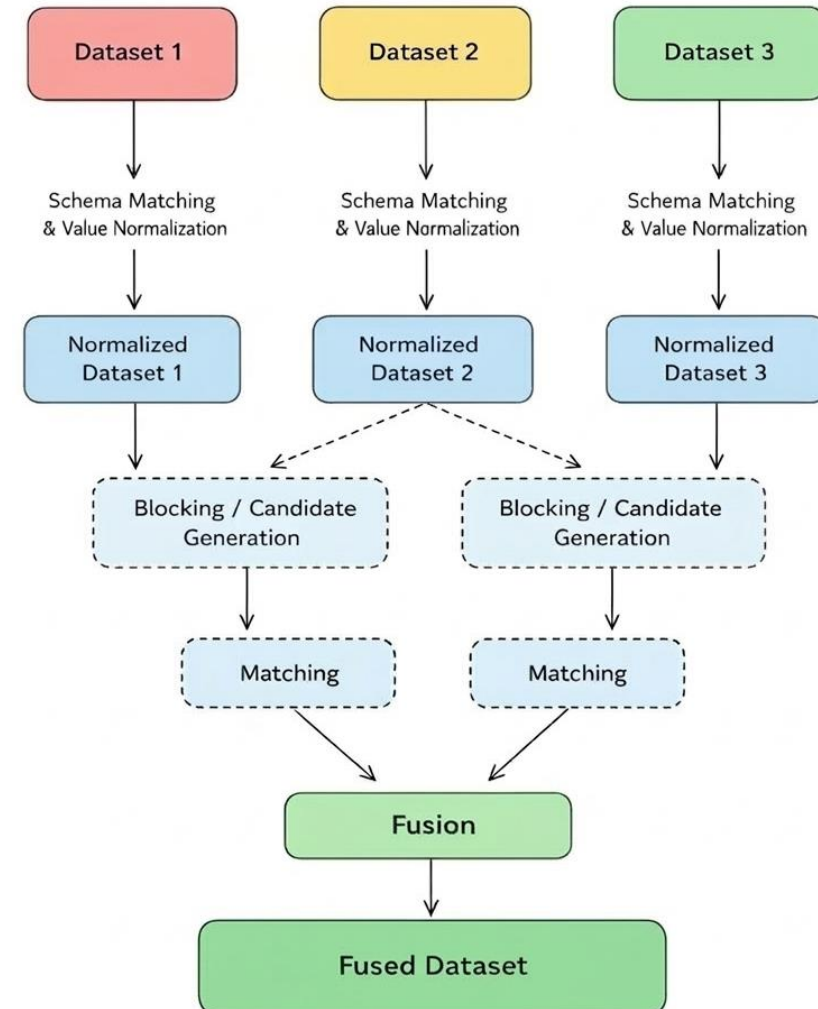 Dataset 1
Dataset 2
Dataset 3
Schema Matching
& Value Normalization
Schema Matching
& Value Normalization
Schema Matching
& Value Normalization
Normalized
Dataset 1
Normalized
Dataset 2
Normalized
Dataset 3
Blocking / Candidate
Generation
Blocking / Candidate
Generation
Matching
Matching
Fusion
Fused Dataset